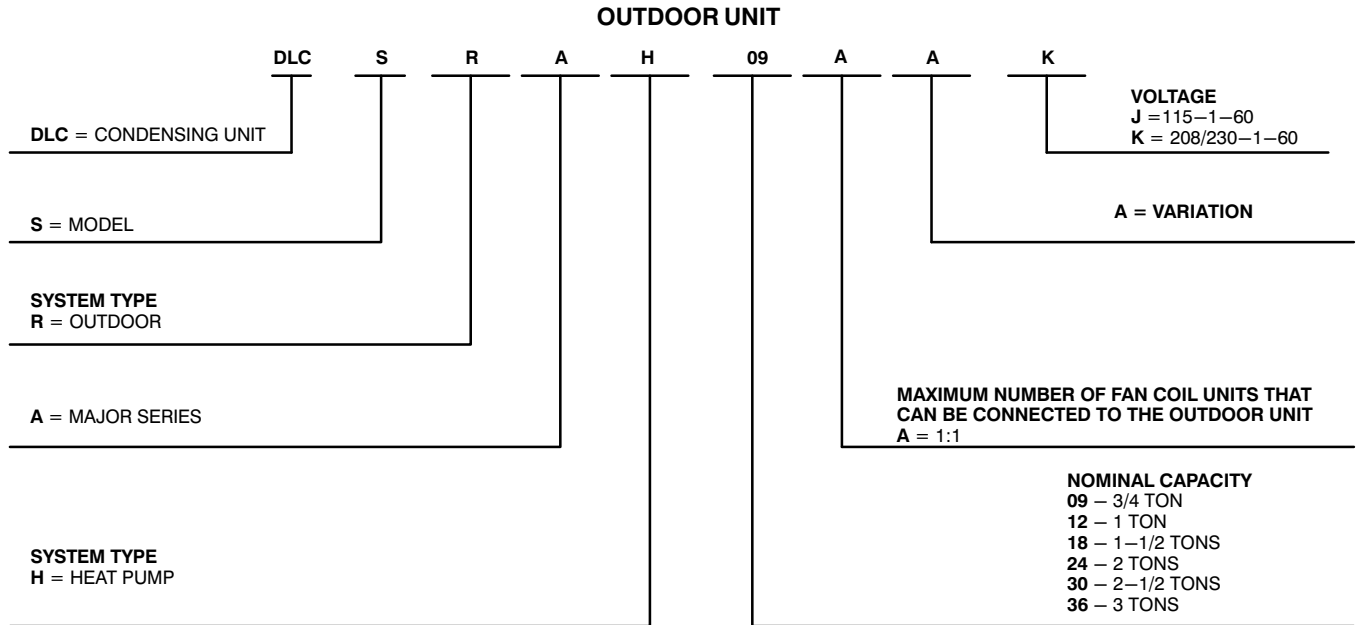 OUTDOOR UNIT
DLC S R A H 09 A A K
DLC = CONDENSING UNIT
VOLTAGE
J =115−1−60
K = 208/230−1−60
S = MODEL
A = VARIATION
SYSTEM TYPE
R = OUTDOOR
A = MAJOR SERIES
MAXIMUM NUMBER OF FAN COIL UNITS THAT
CAN BE CONNECTED TO THE OUTDOOR UNIT
A = 1:1
SYSTEM TYPE
H = HEAT PUMP
NOMINAL CAPACITY
09 − 3/4 TON
12 − 1 TON
18 − 1−1/2 TONS
24 − 2 TONS
30 − 2−1/2 TONS
36 − 3 TONS